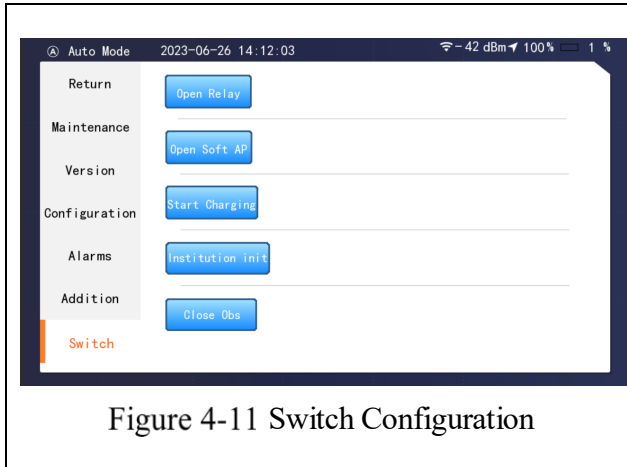 Ⓐ Auto Mode 2023-06-26 14:12:03 -42 dBm 100% 1 %
Return
Open Relay
Maintenance
Open Soft AP
Version
Start Charging
Configuration
Alarms
Institution init
Addition
Close Obs
Switch
Figure 4-11 Switch Configuration